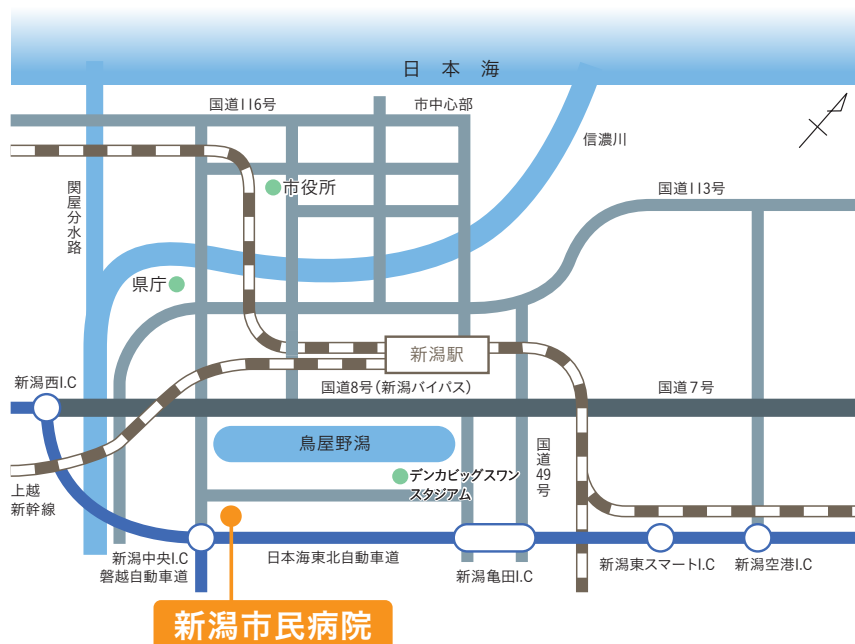 日本海
国道116号
市中心部
信濃川
関屋分水路
市役所
国道113号
県庁
新潟駅
新潟西I.C
国道8号(新潟バイパス)
国道7号
鳥屋野潟
国道49号
デンカビッグスワン
スタジアム
上越
新幹線
新潟中央I.C
磐越自動車道
日本海東北自動車道
新潟亀田I.C
新潟東スマートI.C
新潟空港I.C
新潟市民病院